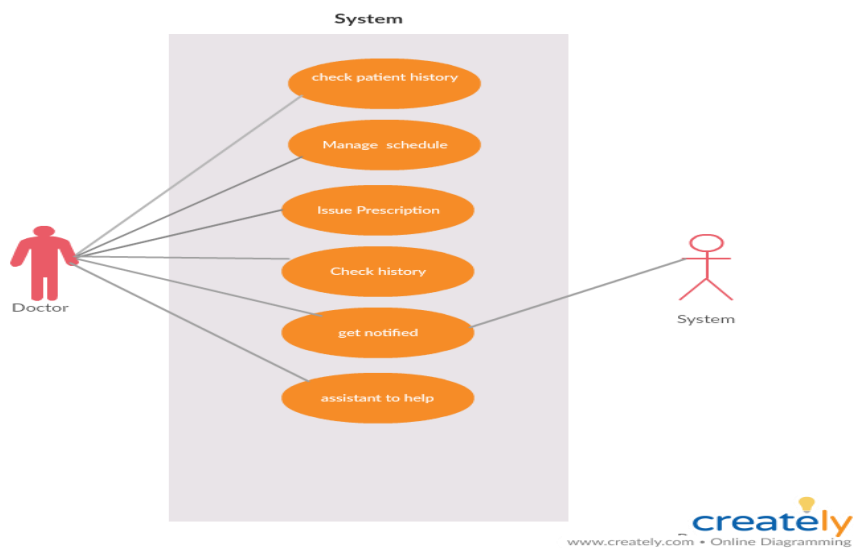 System
check patient history
Manage schedule
Issue Prescription
Check history
get notified
assistant to help
Doctor
System
creately
www.creately.com • Online Diagramming